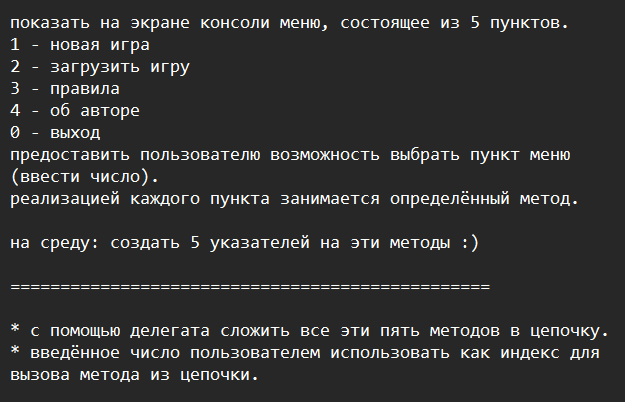 показать на экране консоли меню, состоящее из 5 пунктов.
1 - новая игра
2 - загрузить игру
3 - правила
4 - об авторе
0 - выход
предоставить пользователю возможность выбрать пункт меню
(ввести число).
реализацией каждого пункта занимается определённый метод.
на среду: создать 5 указателей на эти методы :)
================================================
* с помощью делегата сложить все эти пять методов в цепочку.
* введённое число пользователем использовать как индекс для
вызова метода из цепочки.